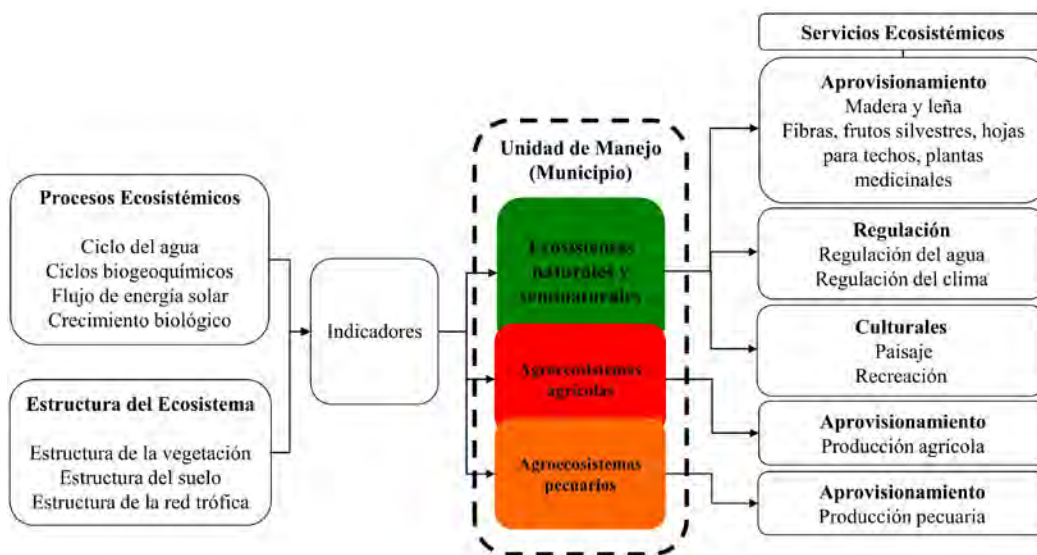 Procesos Ecosistémicos
Ciclo del agua
Ciclos biogeoquímicos
Flujo de energía solar
Crecimiento biológico
Estructura del Ecosistema
Estructura de la vegetación
Estructura del suelo
Estructura de la red trófica
Indicadores
Unidad de Manejo
(Municipio)
Ecosistemas
naturales y
seminaturales
Agroecosistemas
agrícolas
Agroecosistemas
pecuarios
Servicios Ecosistémicos
Aprovisionamiento
Madera y leña
Fibras, frutos silvestres, hojas
para techos, plantas
medicinales
Regulación
Regulación del agua
Regulación del clima
Culturales
Paisaje
Recreación
Aprovisionamiento
Producción agrícola
Aprovisionamiento
Producción pecuaria